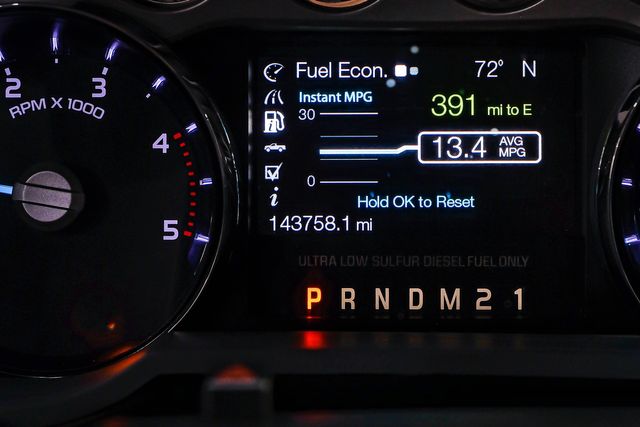 2
3
RPM X 1000
4
5
Fuel Econ.
72° N
Instant MPG
30
391 mi to E
13.4 AVG
MPG
0
i
Hold OK to Reset
143758.1 mi
ULTRA LOW SULFUR DIESEL FUEL ONLY
P R N D M 2 1